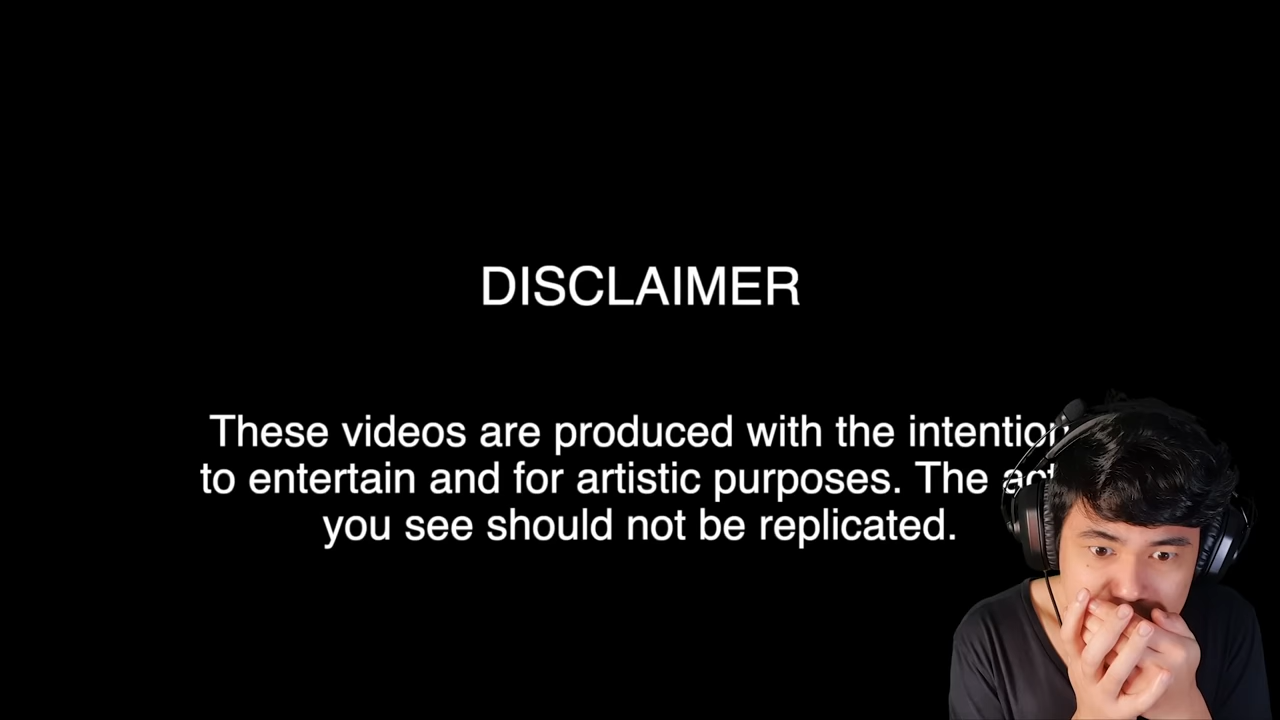 DISCLAIMER
These videos are produced with the intention
to entertain and for artistic purposes. The
you see should not be replicated.